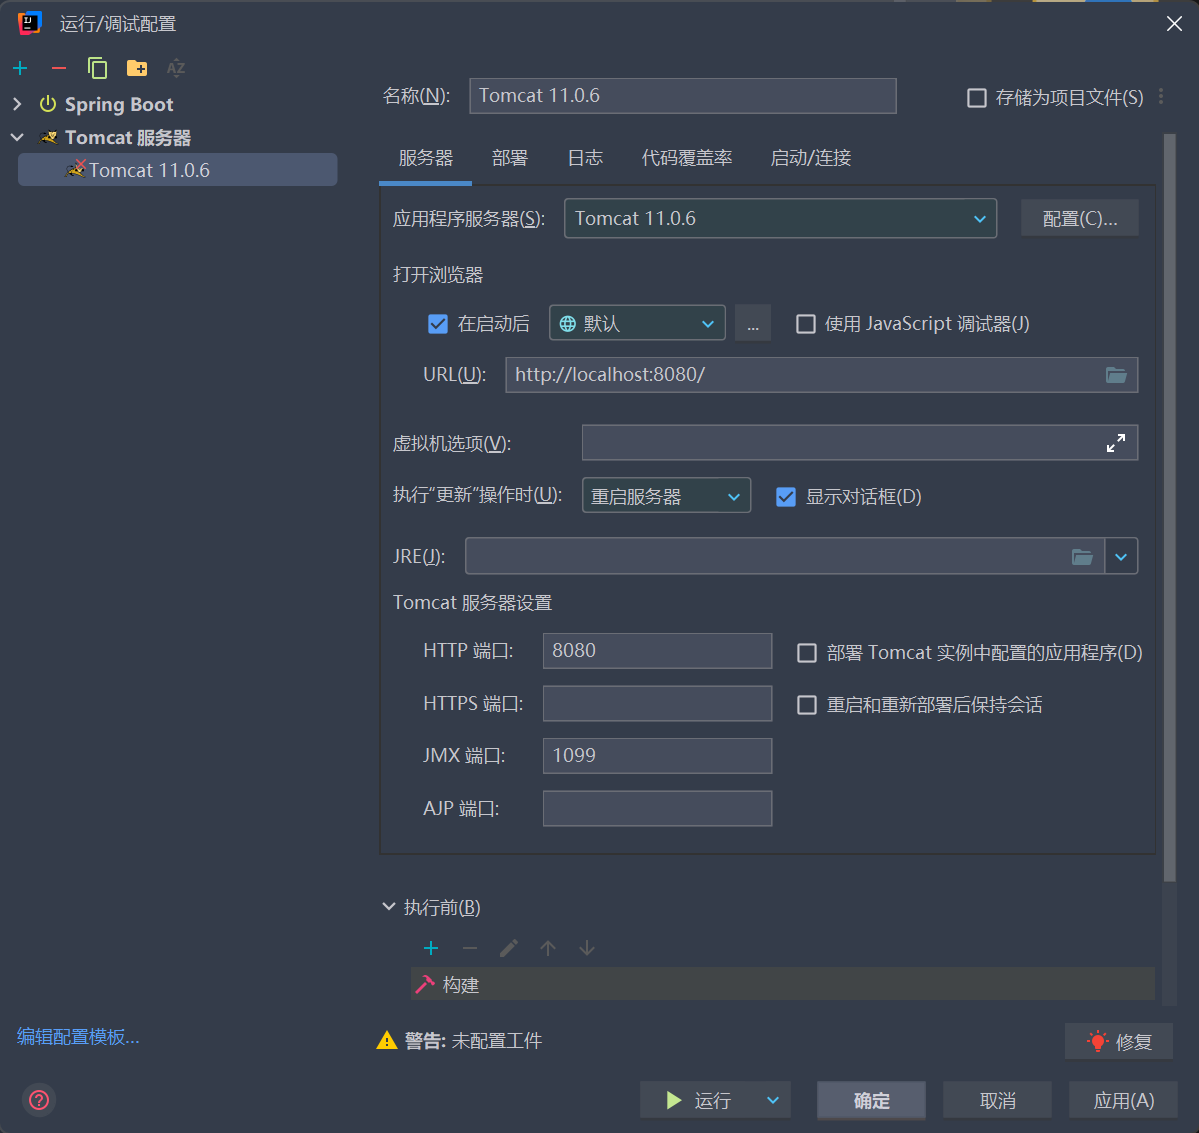 运行/调试配置
Spring Boot
Tomcat 服务器
Tomcat 11.0.6
名称(N):
Tomcat 11.0.6
存储为项目文件(S)
服务器
部署
日志
代码覆盖率
启动/连接
应用程序服务器(S):
Tomcat 11.0.6
配置(C)...
打开浏览器
在启动后
默认
...
使用 JavaScript 调试器(J)
URL(U):
http://localhost:8080/
虚拟机选项(V):
执行“更新”操作时(U):
重启服务器
显示对话框(D)
JRE(J):
Tomcat 服务器设置
HTTP 端口:
8080
部署 Tomcat 实例中配置的应用程序(D)
HTTPS 端口:
重启和重新部署后保持会话
JMX 端口:
1099
AJP 端口:
执行前(B)
构建
编辑配置模板...
警告: 未配置工件
修复
?
运行
确定
取消
应用(A)